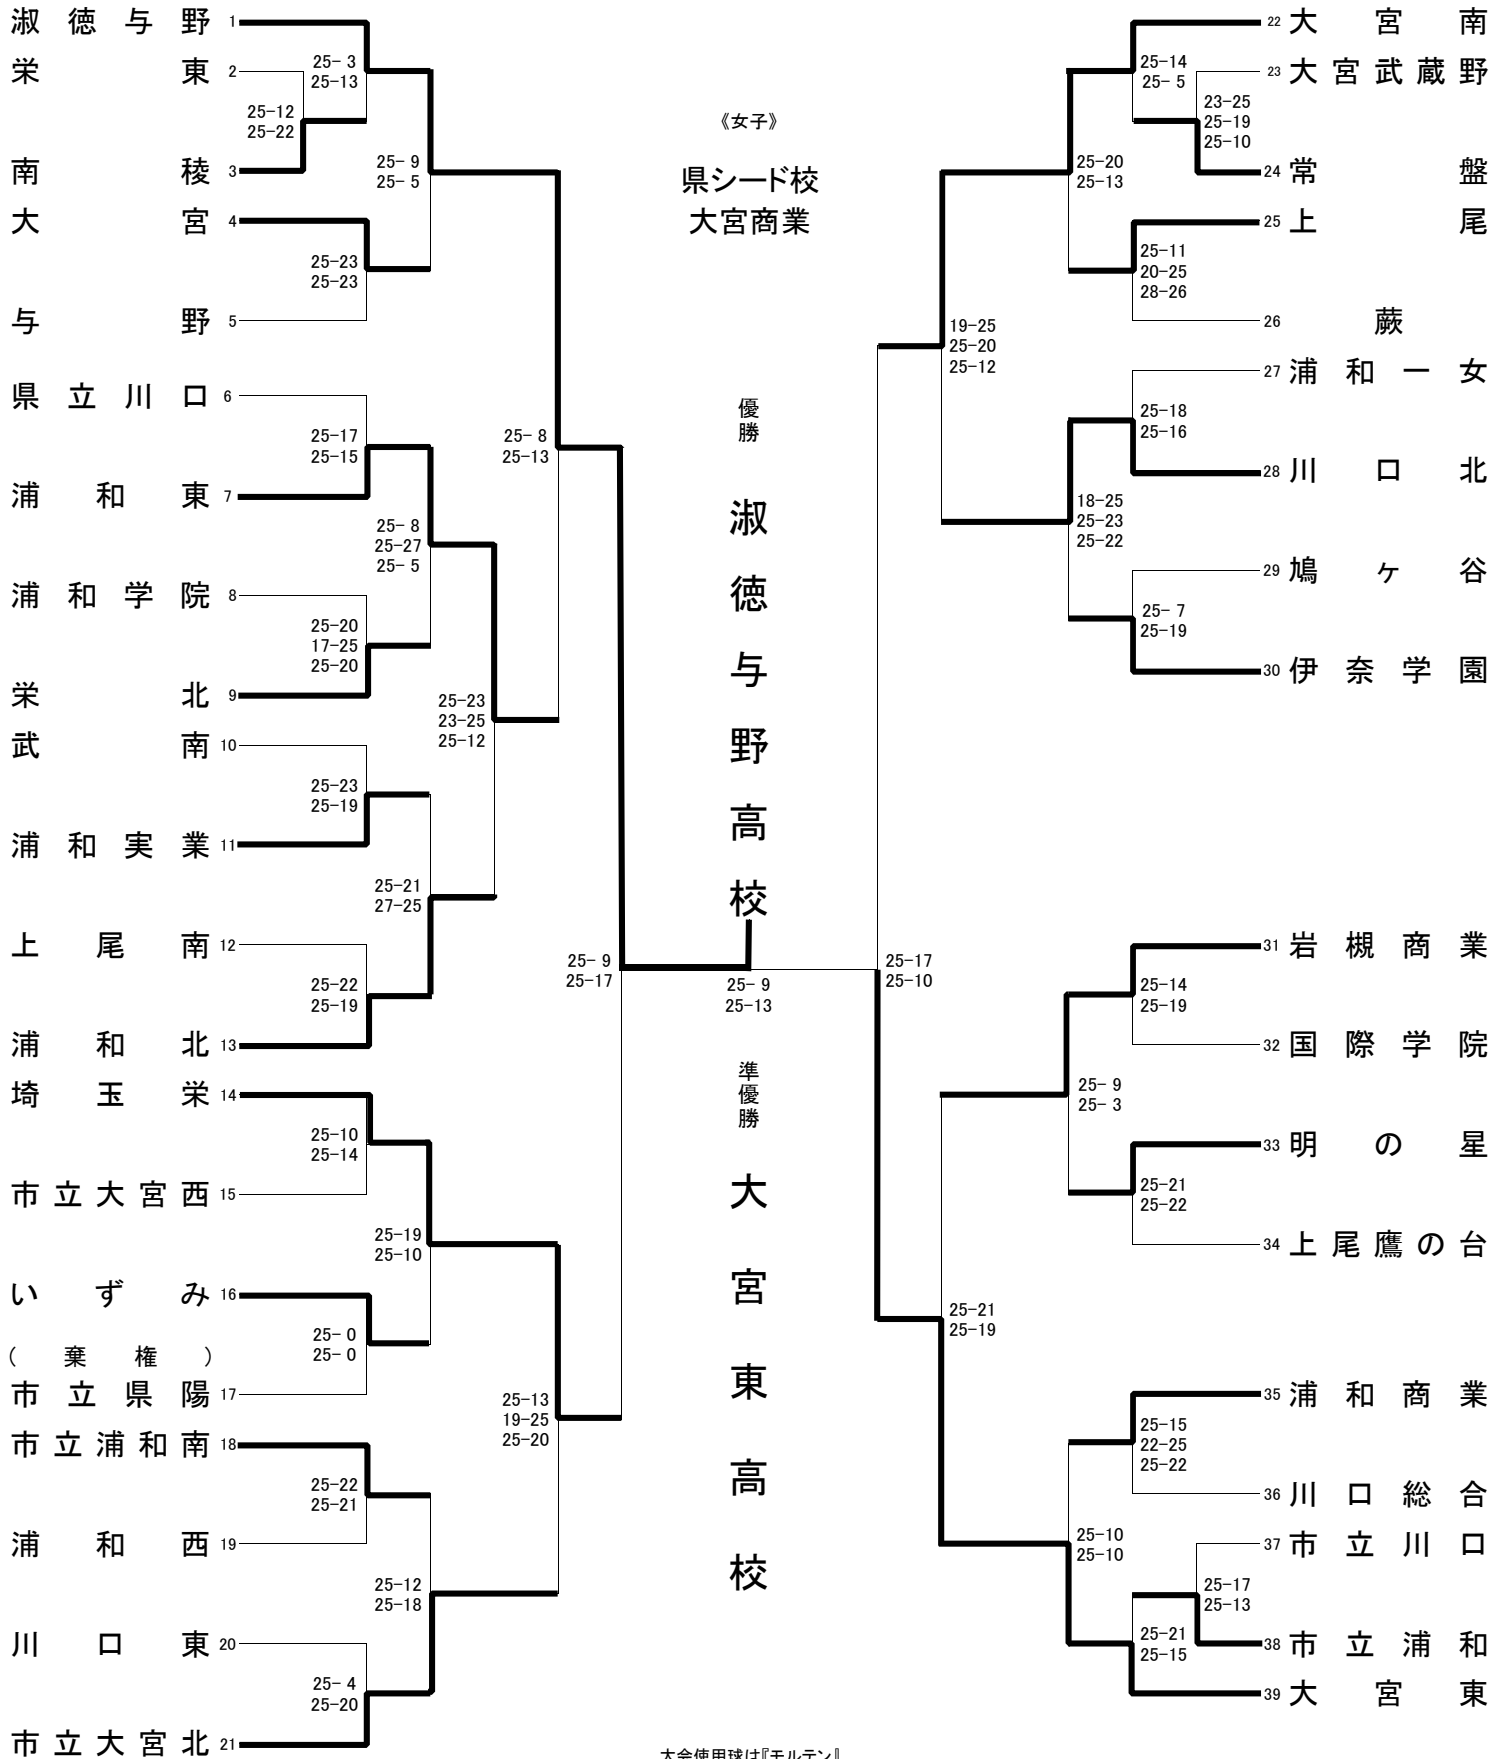 《女子》
県シード校
大宮商業
優勝
淑徳与野高校
25- 9
25-13
準優勝
大宮東高校
淑徳与野 1
栄東 2
南稜 3
大宮 4
与野 5
県立川口 6
浦和東 7
浦和学院 8
栄北 9
武南 10
浦和実業 11
上尾南 12
浦和北 13
埼玉栄 14
市立大宮西 15
いずみ 16
(棄権)
市立県陽 17
市立浦和南 18
浦和西 19
川口東 20
市立大宮北 21
25-12
25-22
25- 3
25-13
25-23
25-23
25-17
25-15
25-20
17-25
25-20
25-23
25-19
25-22
25-19
25-10
25-14
25- 0
25- 0
25-22
25-21
25- 4
25-20
25- 9
25- 5
25- 8
25-27
25- 5
25-21
27-25
25-19
25-10
25-12
25-18
25-23
23-25
25-12
25- 8
25-13
25-13
19-25
25-20
25- 9
25-17
22 大宮南
23 大宮武蔵野
24 常盤
25 上尾
26 蕨
27 浦和一女
28 川口北
29 鳩ヶ谷
30 伊奈学園
31 岩槻商業
32 国際学院
33 明の星
34 上尾鷹の台
35 浦和商業
36 川口総合
37 市立川口
38 市立浦和
39 大宮東
23-25
25-19
25-10
25-14
25- 5
25-11
20-25
28-26
25-18
25-16
25- 7
25-19
25-14
25-19
25-21
25-22
25-15
22-25
25-22
25-17
25-13
25-21
25-15
25-20
25-13
18-25
25-23
25-22
25- 9
25- 3
25-10
25-10
19-25
25-20
25-12
25-21
25-19
25-17
25-10
大会使用球は『モルテン』